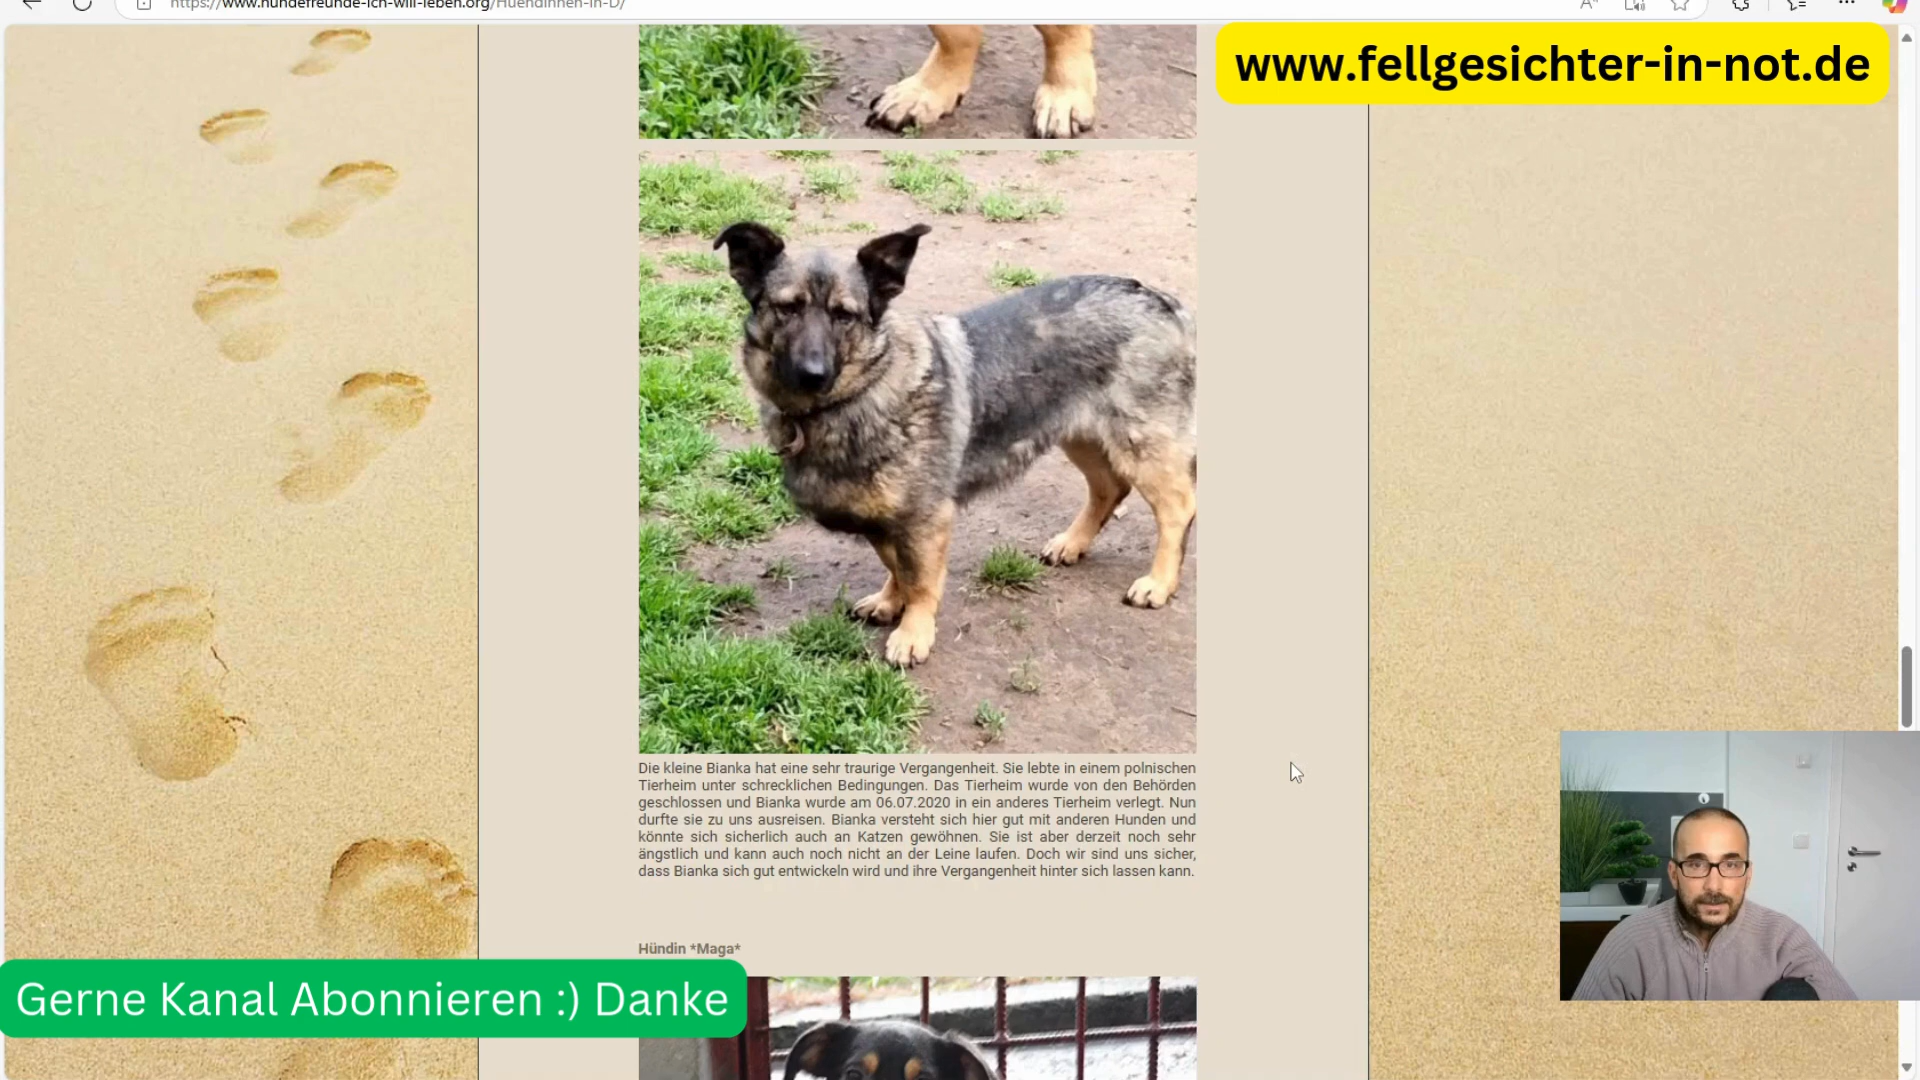 https://www.hundefreunde-ich-will-leben.org/Huendinnen-in-D/
www.fellgesichter-in-not.de
Die kleine Bianka hat eine sehr traurige Vergangenheit. Sie lebte in einem polnischen
Tierheim unter schrecklichen Bedingungen. Das Tierheim wurde von den Behörden
geschlossen und Bianka wurde am 06.07.2020 in ein anderes Tierheim verlegt. Nun
durfte sie zu uns ausreisen. Bianka versteht sich hier gut mit anderen Hunden und
könnte sich sicherlich auch an Katzen gewöhnen. Sie ist aber derzeit noch sehr
ängstlich und kann auch noch nicht an der Leine laufen. Doch wir sind uns sicher,
dass Bianka sich gut entwickeln wird und ihre Vergangenheit hinter sich lassen kann.
Hündin *Maga*
Gerne Kanal Abonnieren :) Danke